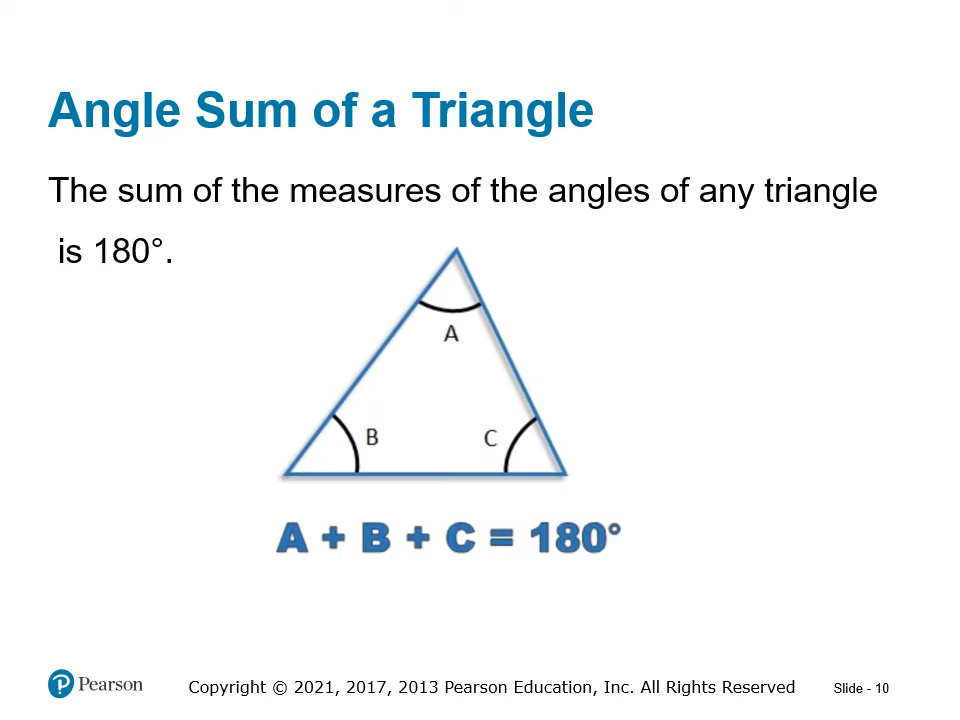 Angle Sum of a Triangle
The sum of the measures of the angles of any triangle
is 180°.
A
B
C
A + B + C = 180°
Pearson
Copyright © 2021, 2017, 2013 Pearson Education, Inc. All Rights Reserved
Slide - 10